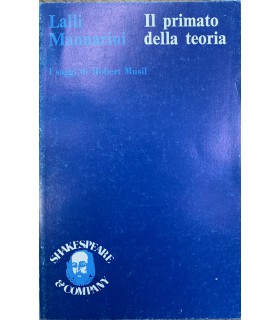 Lalli
Mannarini
Il primato
della teoria
I saggi di Robert Musil
SHAKESPEARE
& COMPANY